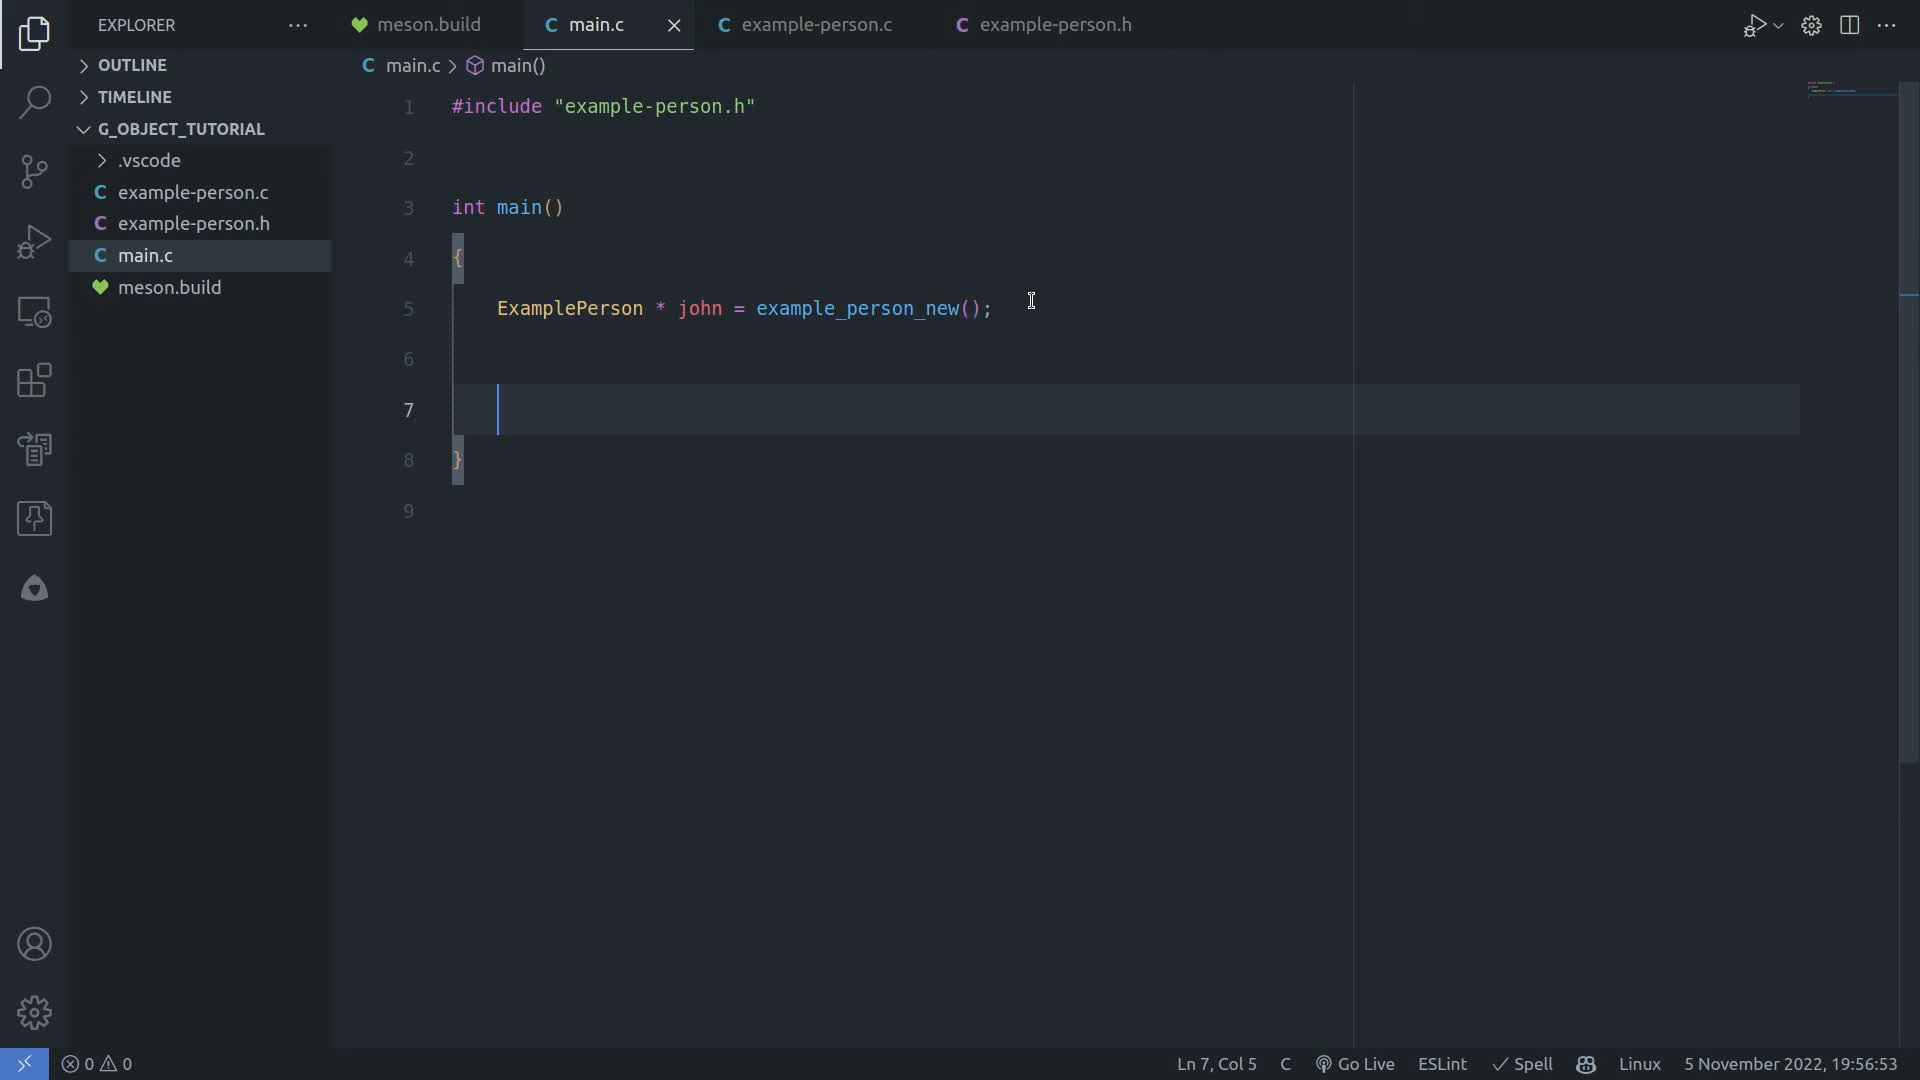 EXPLORER
meson.build
C main.c
C example-person.c
C example-person.h
OUTLINE
TIMELINE
G_OBJECT_TUTORIAL
.vscode
C example-person.c
C example-person.h
C main.c
meson.build
C main.c > main()
1 #include "example-person.h"
2
3 int main()
4 {
5 ExamplePerson * john = example_person_new();
6
7
8 }
9
0 0
Ln 7, Col 5
C
Go Live
ESLint
Spell
Linux
5 November 2022, 19:56:53